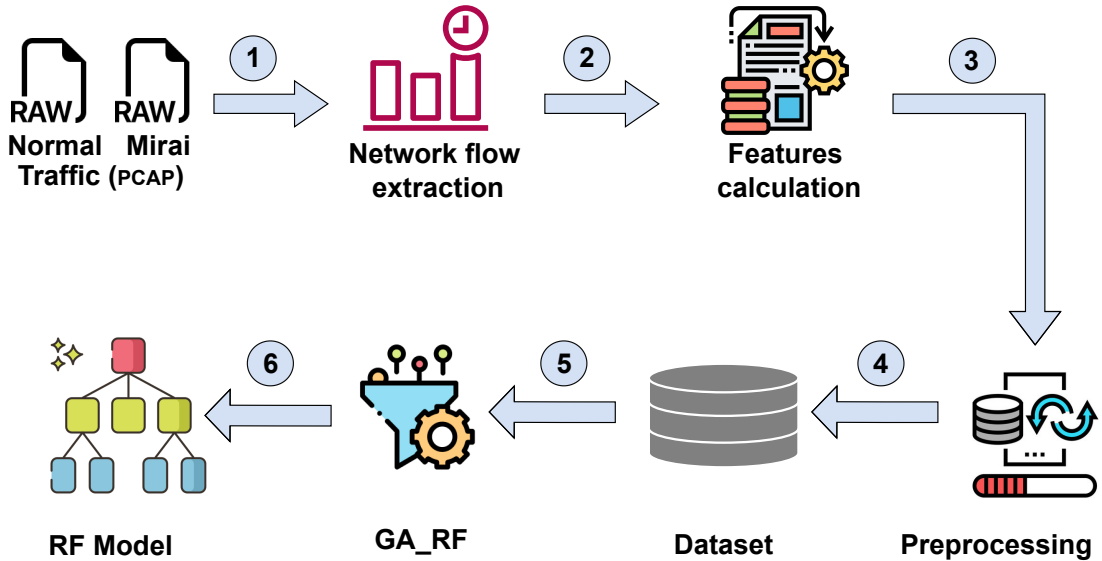 1
2
3
RAW RAW
Normal Mirai
Traffic (PCAP)
Network flow
extraction
Features
calculation
6
5
4
...
RF Model
GA_RF
Dataset
Preprocessing